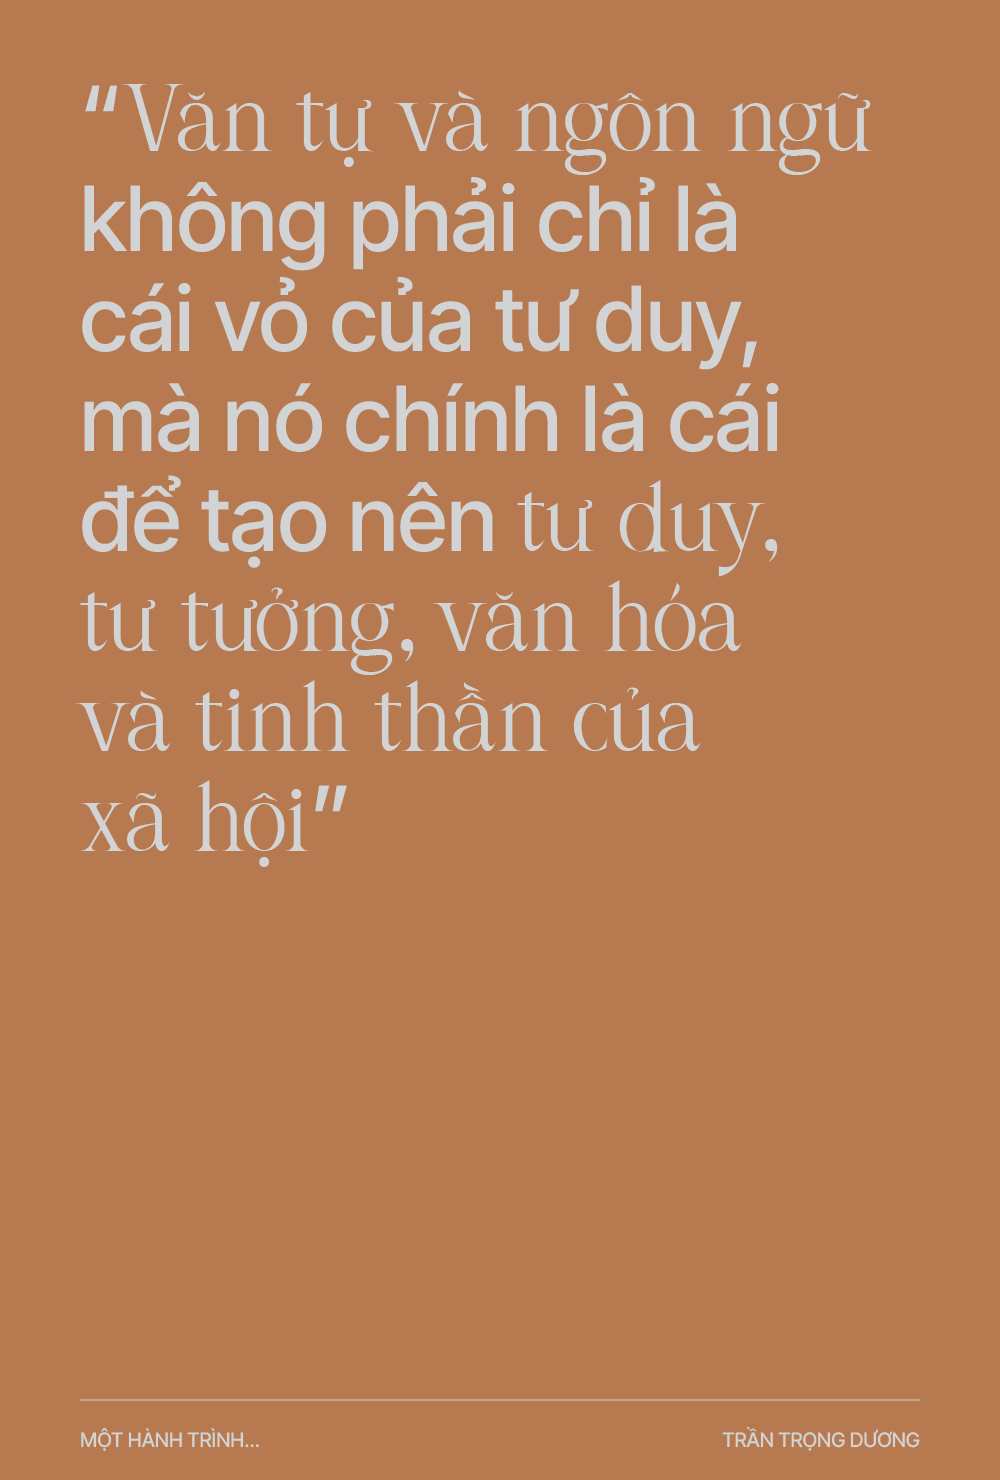 “Văn tự và ngôn ngữ
không phải chỉ là
cái vỏ của tư duy,
mà nó chính là cái
để tạo nên tư duy,
tư tưởng, văn hóa
và tinh thần của
xã hội”
MỘT HÀNH TRÌNH...
TRẦN TRỌNG DƯƠNG